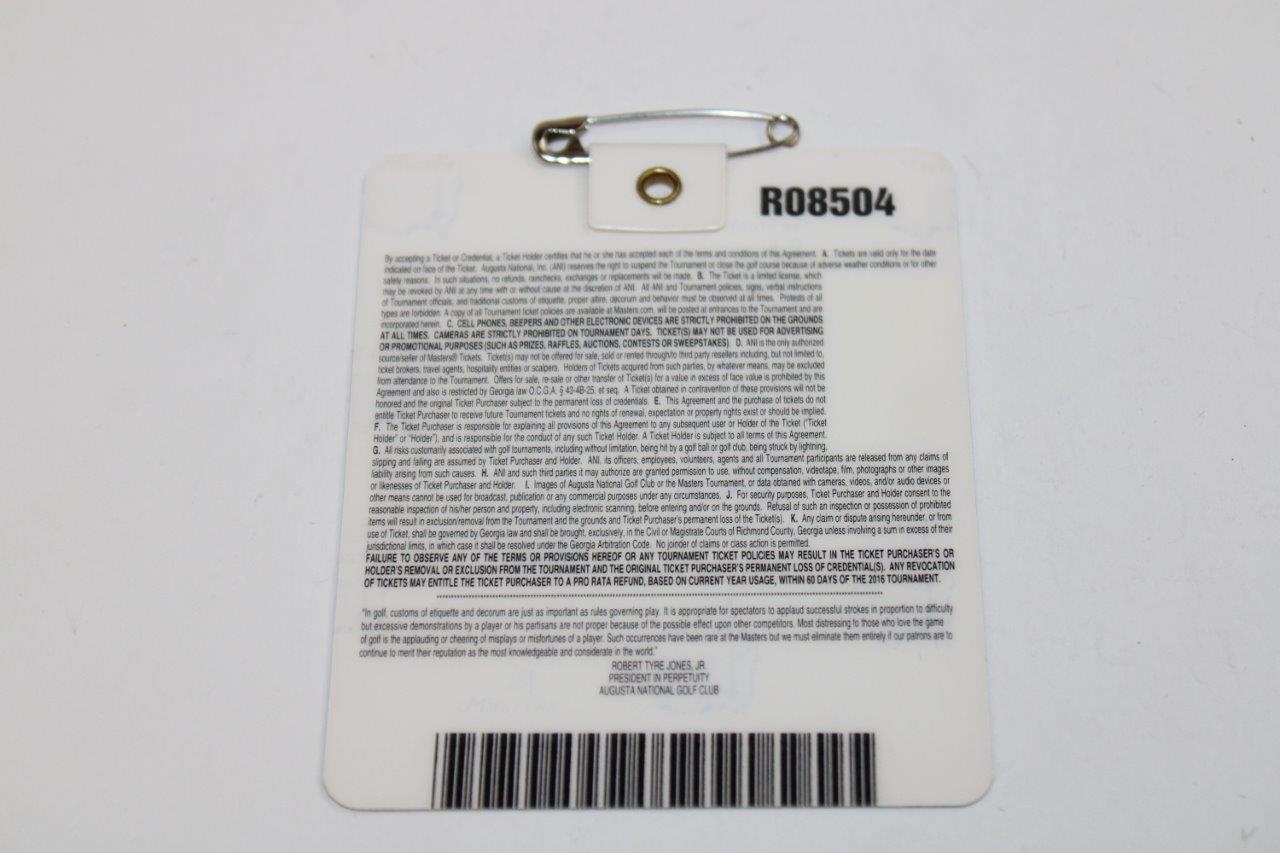 R08504
By accepting a Ticket or Credential, a Ticket Holder certifies that he or she has accepted each of the terms and conditions of this Agreement. A. Tickets are valid only for the date
indicated on face of the Ticket. Augusta National, Inc. (ANI) reserves the right to suspend the Tournament or close the golf course because of adverse weather conditions or for other
safety reasons. In such situations, no refunds, rainchecks, exchanges or replacements will be made. B. The Ticket is a limited license, which
may be revoked by ANI at any time with or without cause at the discretion of ANI. All ANI and Tournament policies, signs, verbal instructions
of Tournament officials, and traditional customs of etiquette, proper attire, decorum and behavior must be observed at all times. Protests of all
types are forbidden. A copy of all Tournament ticket policies are available at Masters.com, will be posted at entrances to the Tournament and are
incorporated herein. C. CELL PHONES, BEEPERS AND OTHER ELECTRONIC DEVICES ARE STRICTLY PROHIBITED ON THE GROUNDS
AT ALL TIMES. CAMERAS ARE STRICTLY PROHIBITED ON TOURNAMENT DAYS. TICKET(S) MAY NOT BE USED FOR ADVERTISING
OR PROMOTIONAL PURPOSES (SUCH AS PRIZES, RAFFLES, AUCTIONS, CONTESTS OR SWEEPSTAKES). D. ANI is the only authorized
source/seller of Masters® Tickets. Ticket(s) may not be offered for sale, sold or rented through/to third party resellers including, but not limited to,
ticket brokers, travel agents, hospitality entities or scalpers. Holders of Tickets acquired from such parties, by whatever means, may be excluded
from attendance to the Tournament. Offers for sale, re-sale or other transfer of Ticket(s) for a value in excess of face value is prohibited by this
Agreement and also is restricted by Georgia law O.C.G.A. § 43-4B-25, et seq. A Ticket obtained in contravention of these provisions will not be
honored and the original Ticket Purchaser subject to the permanent loss of credentials. E. This Agreement and the purchase of tickets do not
entitle Ticket Purchaser to receive future Tournament tickets and no rights of renewal, expectation or property rights exist or should be implied.
F. The Ticket Purchaser is responsible for explaining all provisions of this Agreement to any subsequent user or Holder of the Ticket ("Ticket
Holder" or "Holder"), and is responsible for the conduct of any such Ticket Holder. A Ticket Holder is subject to all terms of this Agreement.
G. All risks customarily associated with golf tournaments, including without limitation, being hit by a golf ball or golf club, being struck by lightning,
slipping and falling are assumed by Ticket Purchaser and Holder. ANI, its officers, employees, volunteers, agents and all Tournament participants are released from any claims of
liability arising from such causes. H. ANI and such third parties it may authorize are granted permission to use, without compensation, videotape, film, photographs or other images
or likenesses of Ticket Purchaser and Holder. I. Images of Augusta National Golf Club or the Masters Tournament, or data obtained with cameras, videos, and/or audio devices or
other means cannot be used for broadcast, publication or any commercial purposes under any circumstances. J. For security purposes, Ticket Purchaser and Holder consent to the
reasonable inspection of his/her person and property, including electronic scanning, before entering and/or on the grounds. Refusal of such an inspection or possession of prohibited
items will result in exclusion/removal from the Tournament and the grounds and Ticket Purchaser's permanent loss of the Ticket(s). K. Any claim or dispute arising hereunder, or from
use of Ticket, shall be governed by Georgia law and shall be brought, exclusively, in the Civil or Magistrate Courts of Richmond County, Georgia unless involving a sum in excess of their
jurisdictional limits, in which case it shall be resolved under the Georgia Arbitration Code. No joinder of claims or class action is permitted.
FAILURE TO OBSERVE ANY OF THE TERMS OR PROVISIONS HEREOF OR ANY TOURNAMENT TICKET POLICIES MAY RESULT IN THE TICKET PURCHASER'S OR
HOLDER'S REMOVAL OR EXCLUSION FROM THE TOURNAMENT AND THE ORIGINAL TICKET PURCHASER'S PERMANENT LOSS OF CREDENTIAL(S). ANY REVOCATION
OF TICKETS MAY ENTITLE THE TICKET PURCHASER TO A PRO RATA REFUND, BASED ON CURRENT YEAR USAGE, WITHIN 60 DAYS OF THE 2016 TOURNAMENT.
"In golf, customs of etiquette and decorum are just as important as rules governing play. It is appropriate for spectators to applaud successful strokes in proportion to difficulty
but excessive demonstrations by a player or his partisans are not proper because of the possible effect upon other competitors. Most distressing to those who love the game
of golf is the applauding or cheering of misplays or misfortunes of a player. Such occurrences have been rare at the Masters but we must eliminate them entirely if our patrons are to
continue to merit their reputation as the most knowledgeable and considerate in the world."
ROBERT TYRE JONES, JR.
PRESIDENT IN PERPETUITY
AUGUSTA NATIONAL GOLF CLUB